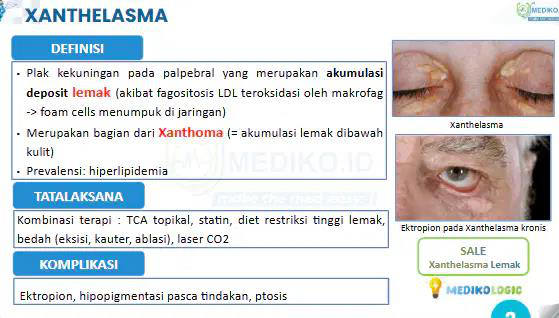 XANTHELASMA
MEDIKO.ID
DEFINISI
• Plak kekuningan pada palpebral yang merupakan akumulasi
deposit lemak (akibat fagositosis LDL teroksidasi oleh makrofag
-> foam cells menumpuk di jaringan)
• Merupakan bagian dari Xanthoma (= akumulasi lemak dibawah
kulit)
• Prevalensi: hiperlipidemia
MEDIKO.ID
Xanthelasma
TATALAKSANA
Kombinasi terapi : TCA topikal, statin, diet restriksi tinggi lemak,
bedah (eksisi, kauter, ablasi), laser CO2
Ektropion pada Xanthelasma kronis
KOMPLIKASI
Ektropion, hipopigmentasi pasca tindakan, ptosis
SALE
Xanthelasma Lemak
MEDIKOLOGIC